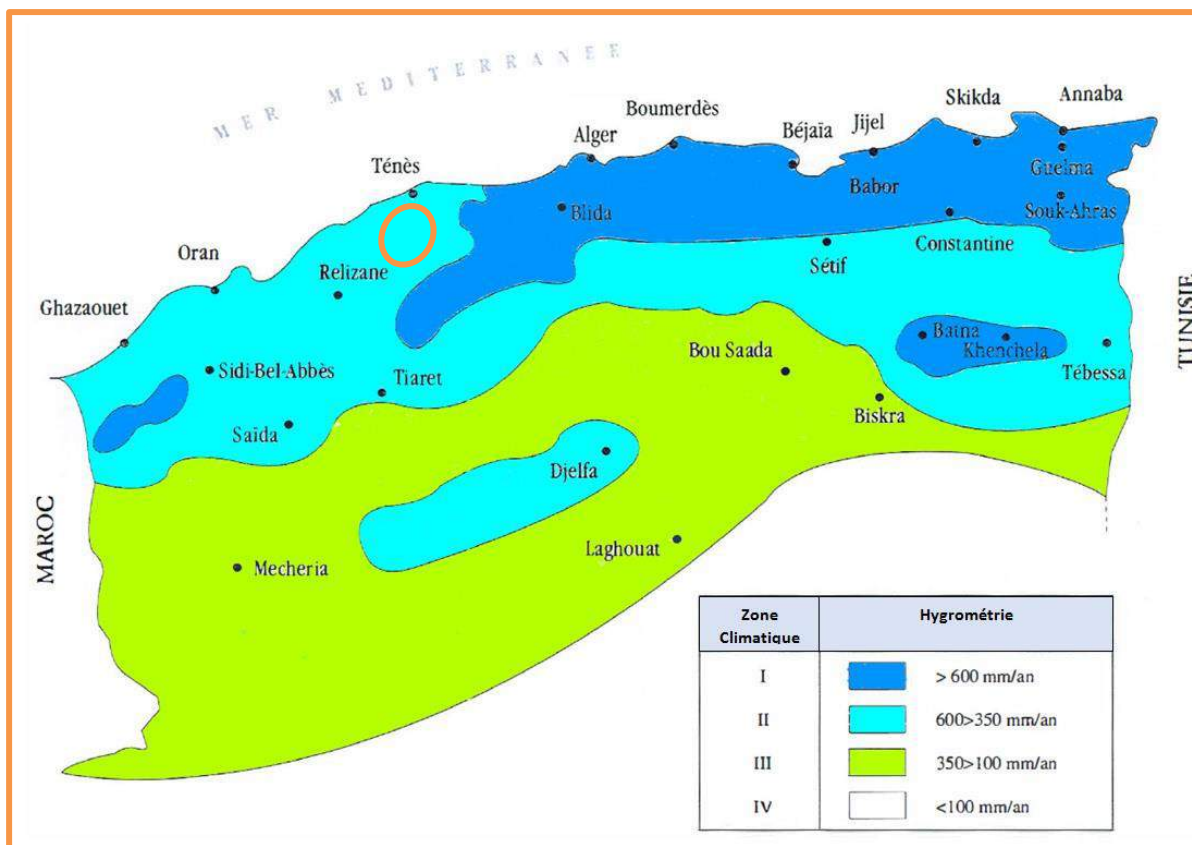 MER MEDITERRANEE
Boumerdès
Skikda
Annaba
Alger
Béjaïa
Jijel
Ténès
Guelma
Babor
Blida
Souk-Ahras
Constantine
Oran
Sétif
Relizane
Ghazaouet
TUNISIE
Batna
Khenchela
Bou Saada
Sidi-Bel-Abbès
Tiaret
Tébessa
Biskra
Saïda
Djelfa
MAROC
Laghouat
Mecheria
Zone
Climatique
Hygrométrie
I
> 600 mm/an
II
600>350 mm/an
III
350>100 mm/an
IV
<100 mm/an